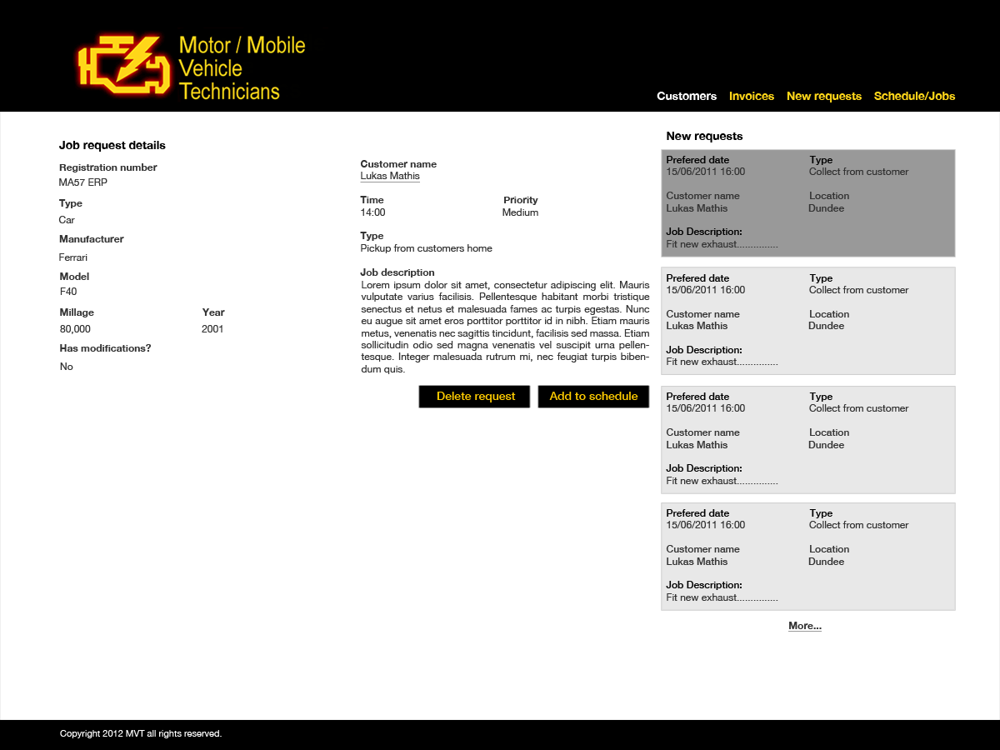 Motor / Mobile
Vehicle
Technicians
Customers Invoices New requests Schedule/Jobs
Job request details
Registration number
MA57 ERP
Type
Car
Manufacturer
Ferrari
Model
F40
Millage Year
80,000 2001
Has modifications?
No
Customer name
Lukas Mathis
Time Priority
14:00 Medium
Type
Pickup from customers home
Job description
Lorem ipsum dolor sit amet, consectetur adipiscing elit. Mauris
vulputate varius facilisis. Pellentesque habitant morbi tristique
senectus et netus et malesuada fames ac turpis egestas. Nunc
eu augue sit amet eros porttitor porttitor id in nibh. Etiam mauris
metus, venenatis nec sagittis tincidunt, facilisis sed massa. Etiam
sollicitudin odio sed magna venenatis vel suscipit urna pellen-
tesque. Integer malesuada rutrum mi, nec feugiat turpis biben-
dum quis.
Delete request Add to schedule
New requests
Prefered date Type
15/06/2011 16:00 Collect from customer
Customer name Location
Lukas Mathis Dundee
Job Description:
Fit new exhaust...............
Prefered date Type
15/06/2011 16:00 Collect from customer
Customer name Location
Lukas Mathis Dundee
Job Description:
Fit new exhaust...............
Prefered date Type
15/06/2011 16:00 Collect from customer
Customer name Location
Lukas Mathis Dundee
Job Description:
Fit new exhaust...............
Prefered date Type
15/06/2011 16:00 Collect from customer
Customer name Location
Lukas Mathis Dundee
Job Description:
Fit new exhaust...............
More...
Copyright 2012 MVT all rights reserved.